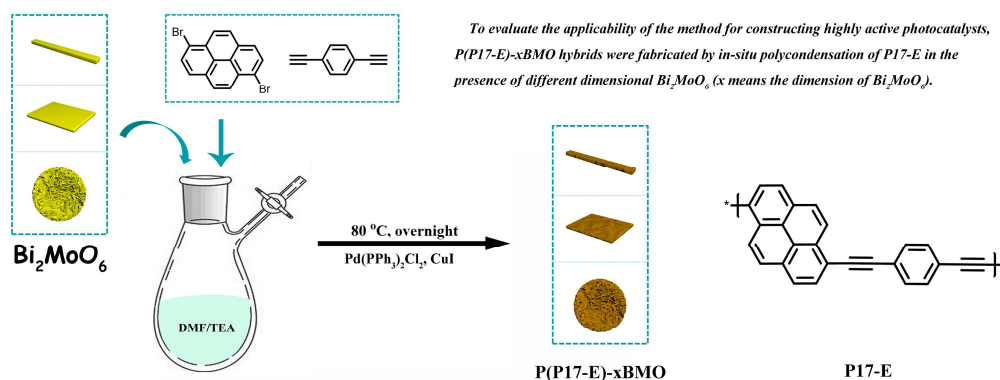 To evaluate the applicability of the method for constructing highly active photocatalysts,
P(P17-E)-xBMO hybrids were fabricated by in-situ polycondensation of P17-E in the
presence of different dimensional Bi₂MoO₆ (x means the dimension of Bi₂MoO₆).
Br
Br
Bi₂MoO₆
DMF/TEA
80 °C, overnight
Pd(PPh₃)₂Cl₂, CuI
P(P17-E)-xBMO
*
P17-E